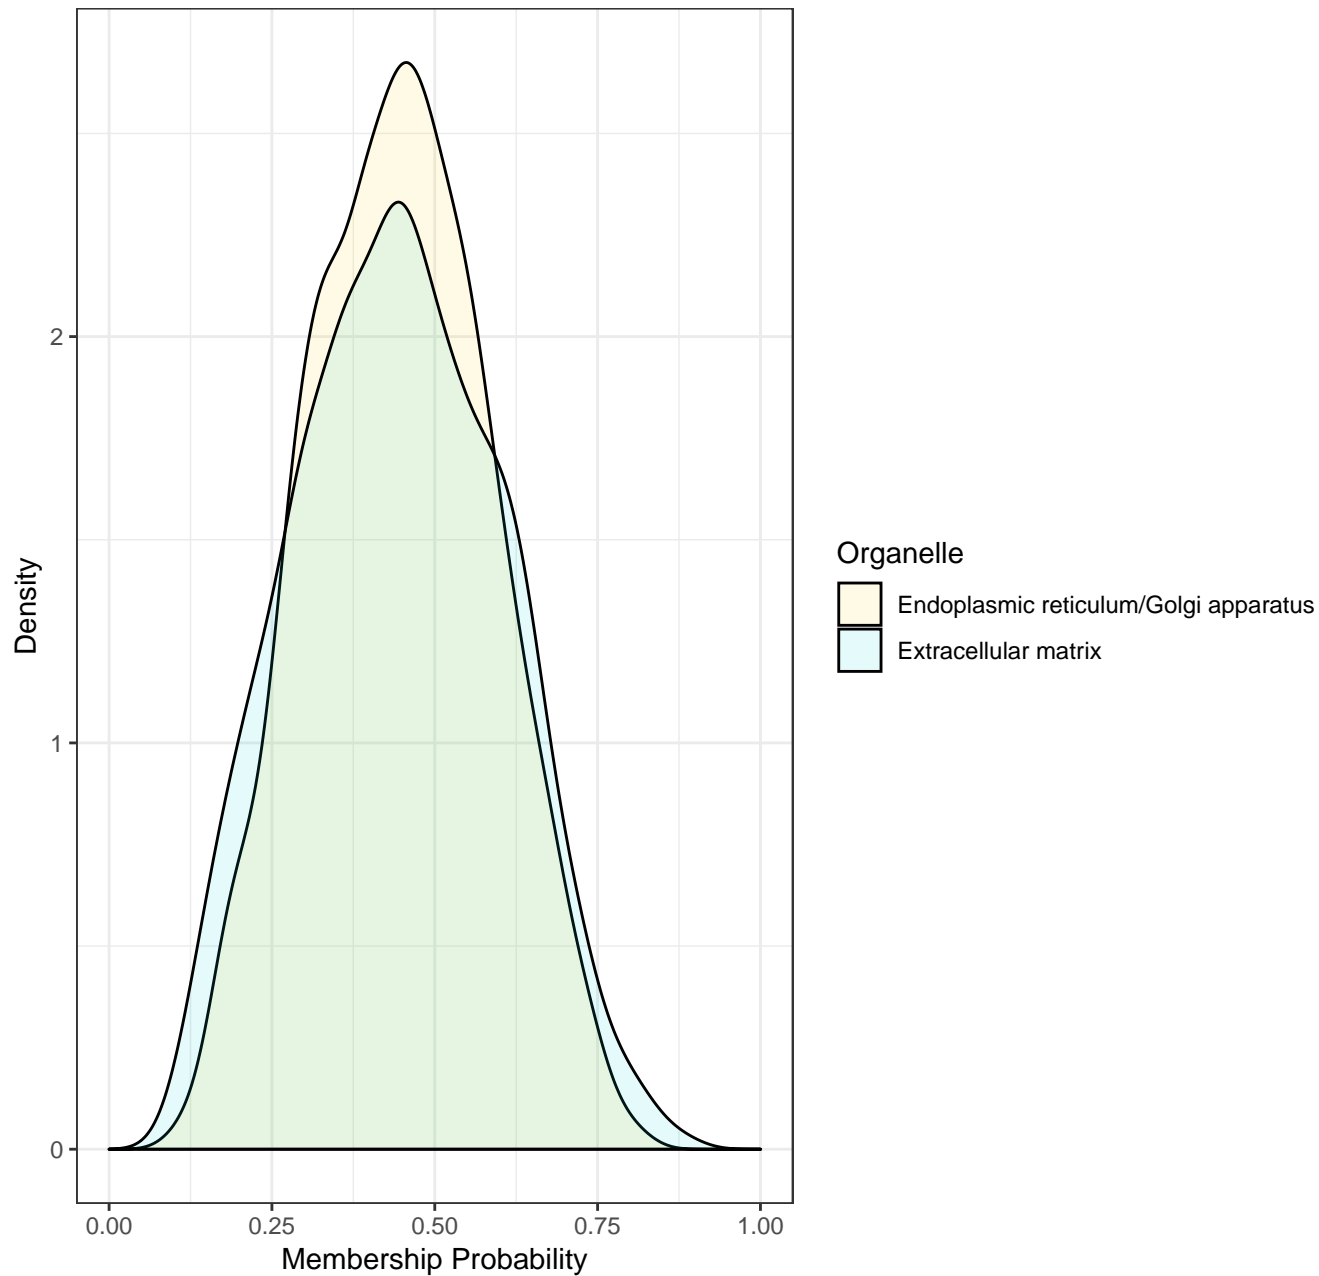 2
1
0
Density
0.00 0.25 0.50 0.75 1.00
Membership Probability
Organelle
Endoplasmic reticulum/Golgi apparatus
Extracellular matrix